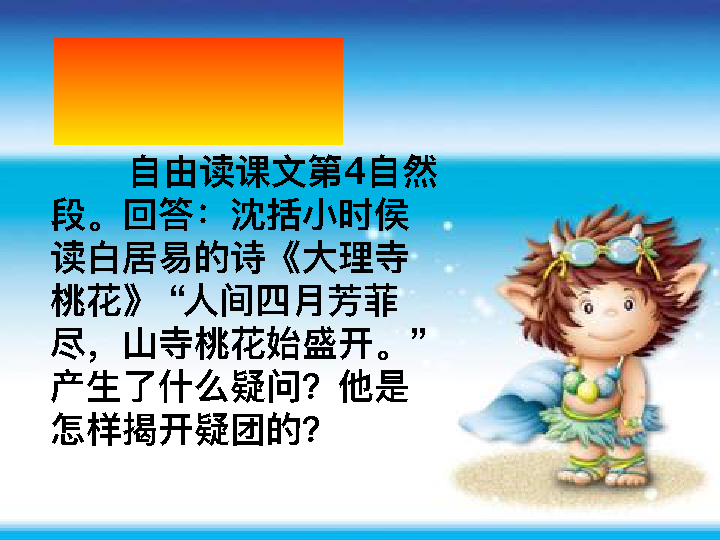 自由读课文第4自然
段。回答：沈括小时侯
读白居易的诗《大理寺
桃花》“人间四月芳菲
尽，山寺桃花始盛开。”
产生了什么疑问？他是
怎样揭开疑团的？